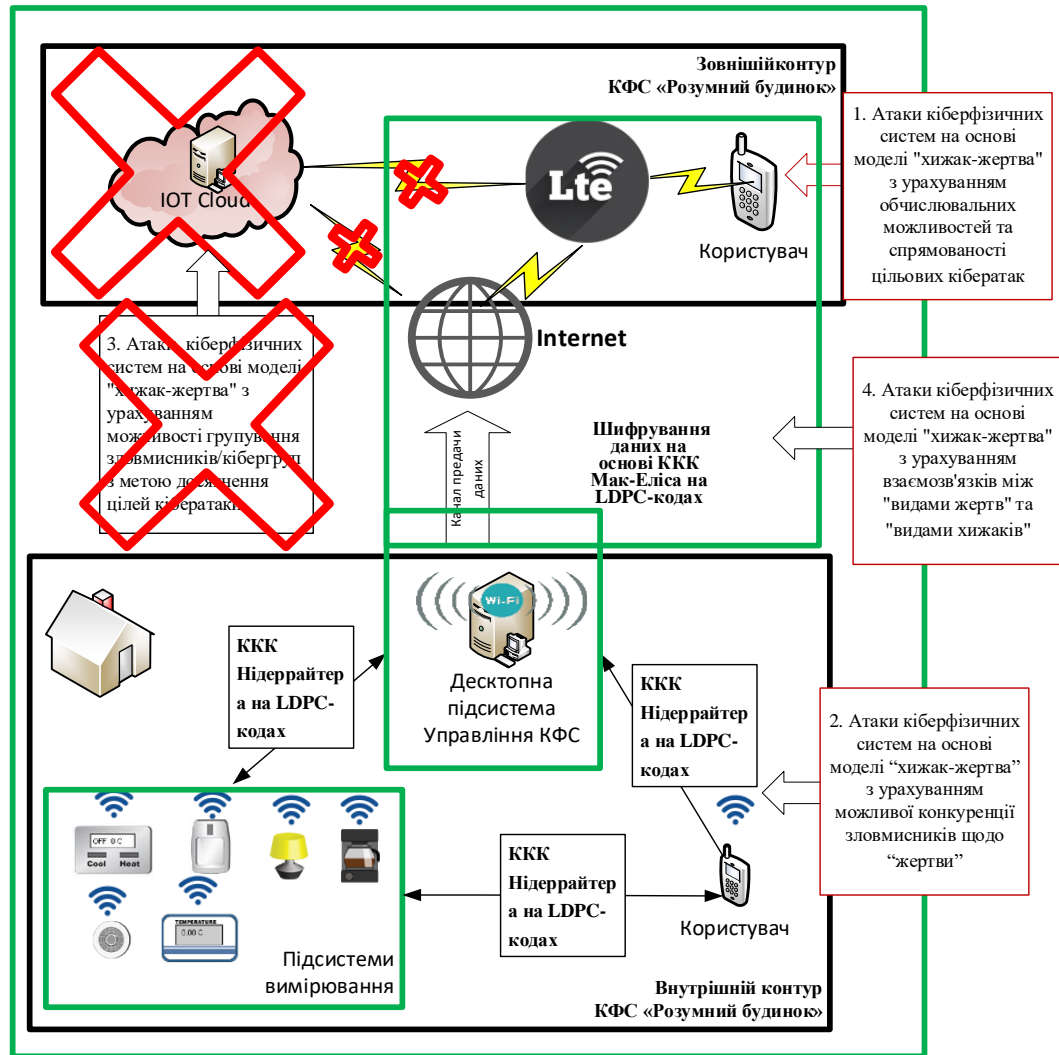 Зовнішійконтур
КФС «Розумний будинок»
IOT Cloud
Lte
Користувач
1. Атаки кіберфізичних
систем на основі
моделі "хижак-жертва"
з урахуванням
обчислювальних
можливостей та
спрямованості
цільових кібератак
Internet
3. Атаки кіберфізичних
систем на основі моделі
"хижак-жертва" з
урахуванням
можливості групування
зловмисників/кібергруп
з метою досягнення
цілей кібератаки
Канал предачи
даних
Шифрування
даних на
основі ККК
Мак-Еліса на
LDPC-кодах
4. Атаки кіберфізичних
систем на основі
моделі "хижак-жертва"
з урахуванням
взаємозв'язків між
"видами жертв" та
"видами хижаків"
Wi-Fi
Десктопна
підсистема
Управління КФС
ККК
Нідеррайтер
а на LDPC-
кодах
ККК
Нідеррайтер
а на LDPC-
кодах
2. Атаки кіберфізичних
систем на основі
моделі “хижак-жертва”
з урахуванням
можливої конкуренції
зловмисників щодо
“жертви”
OFF 0 C
Cool Heat
TEMPERATURE
0.00 C
ККК
Нідеррайтер
а на LDPC-
кодах
Користувач
Підсистеми
вимірювання
Внутрішній контур
КФС «Розумний будинок»